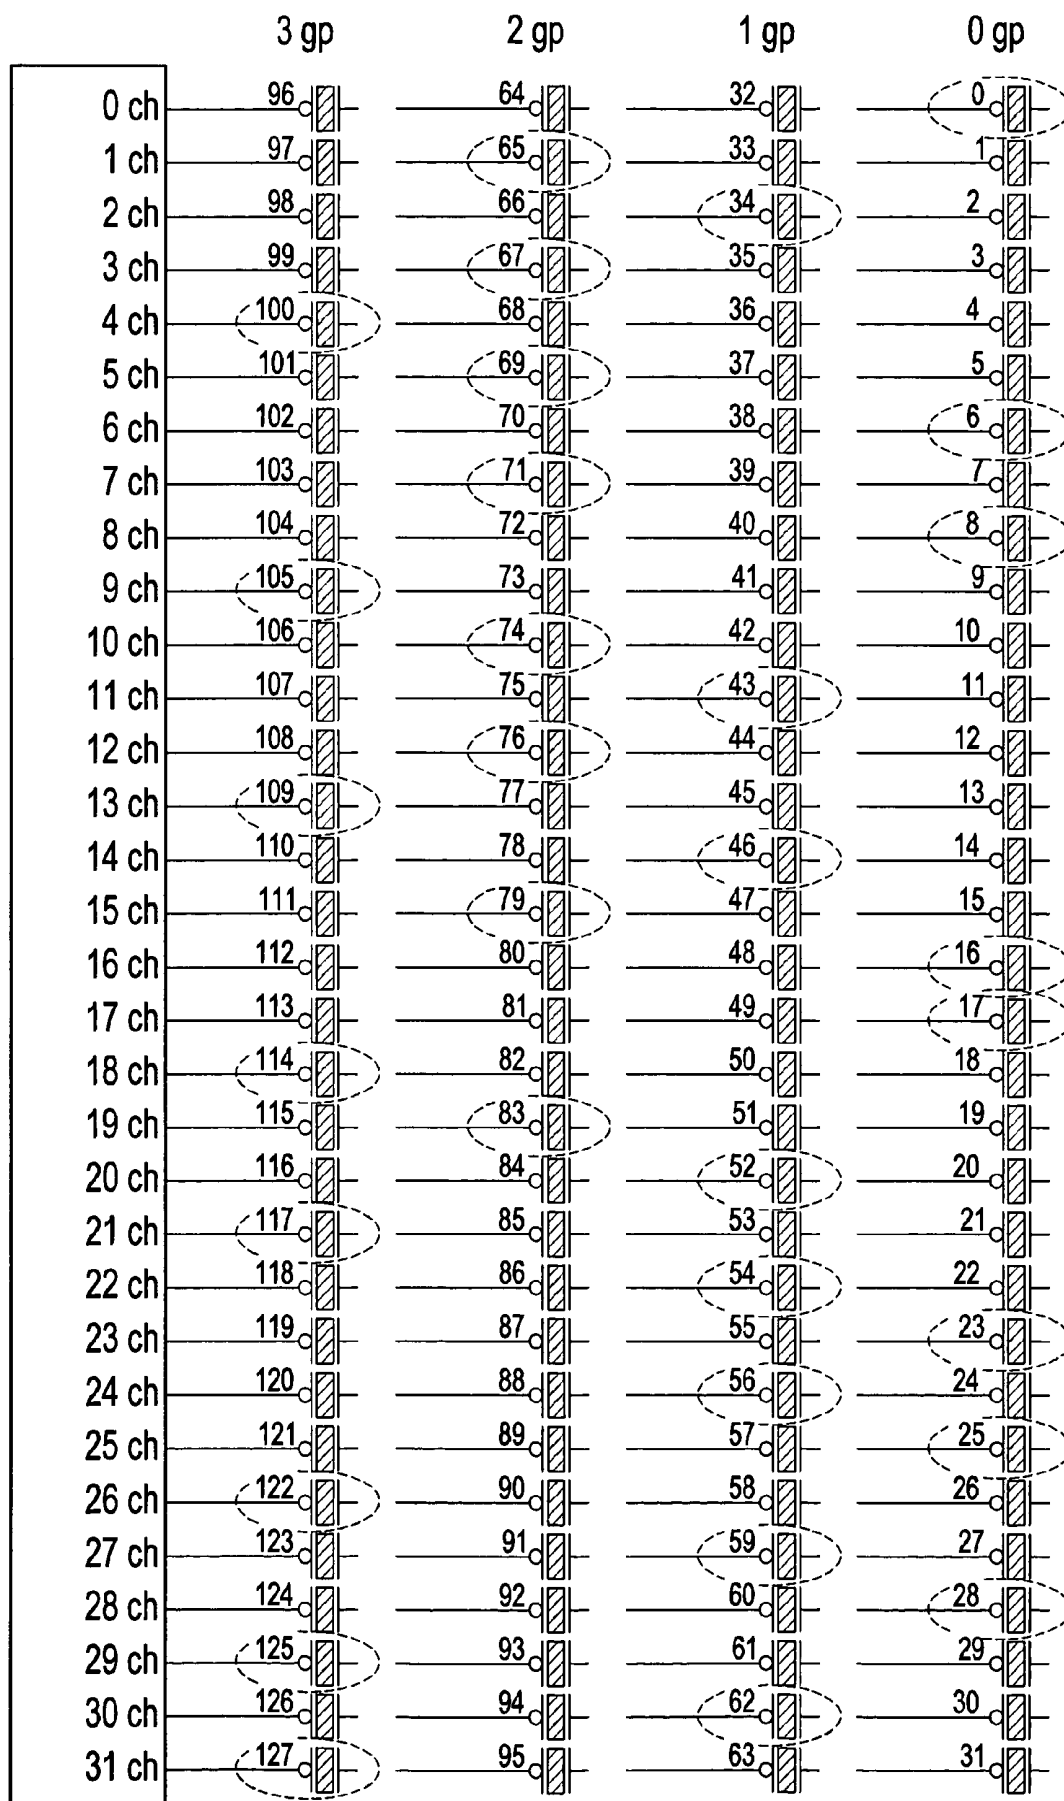 3 gp 2 gp 1 gp 0 gp
0 ch 96 64 32 0
1 ch 97 65 33 1
2 ch 98 66 34 2
3 ch 99 67 35 3
4 ch 100 68 36 4
5 ch 101 69 37 5
6 ch 102 70 38 6
7 ch 103 71 39 7
8 ch 104 72 40 8
9 ch 105 73 41 9
10 ch 106 74 42 10
11 ch 107 75 43 11
12 ch 108 76 44 12
13 ch 109 77 45 13
14 ch 110 78 46 14
15 ch 111 79 47 15
16 ch 112 80 48 16
17 ch 113 81 49 17
18 ch 114 82 50 18
19 ch 115 83 51 19
20 ch 116 84 52 20
21 ch 117 85 53 21
22 ch 118 86 54 22
23 ch 119 87 55 23
24 ch 120 88 56 24
25 ch 121 89 57 25
26 ch 122 90 58 26
27 ch 123 91 59 27
28 ch 124 92 60 28
29 ch 125 93 61 29
30 ch 126 94 62 30
31 ch 127 95 63 31